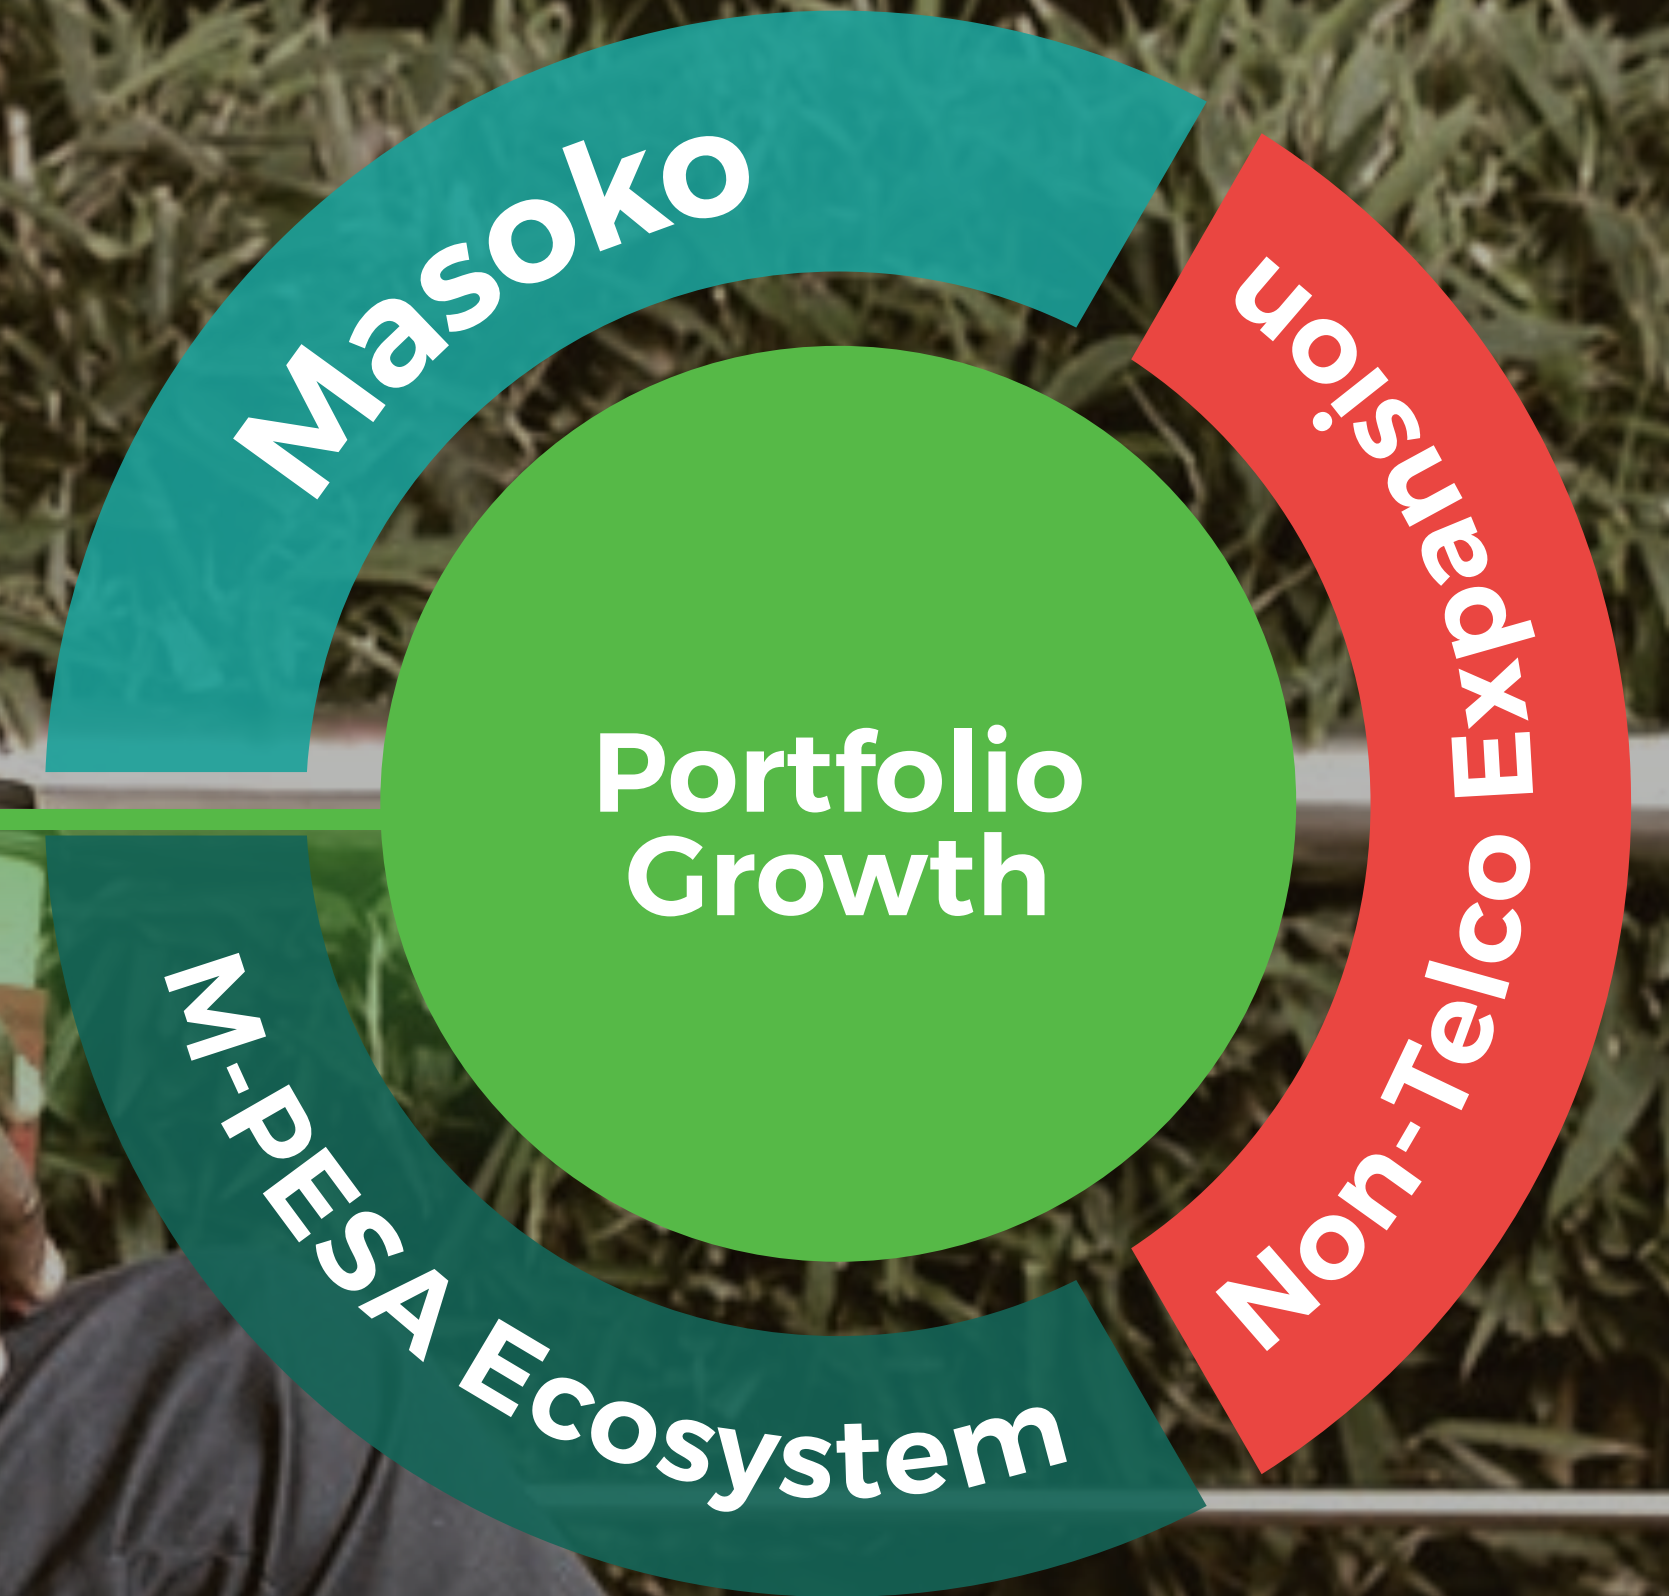 Masoko
Non-Telco Expansion
Portfolio
Growth
M-PESA Ecosystem